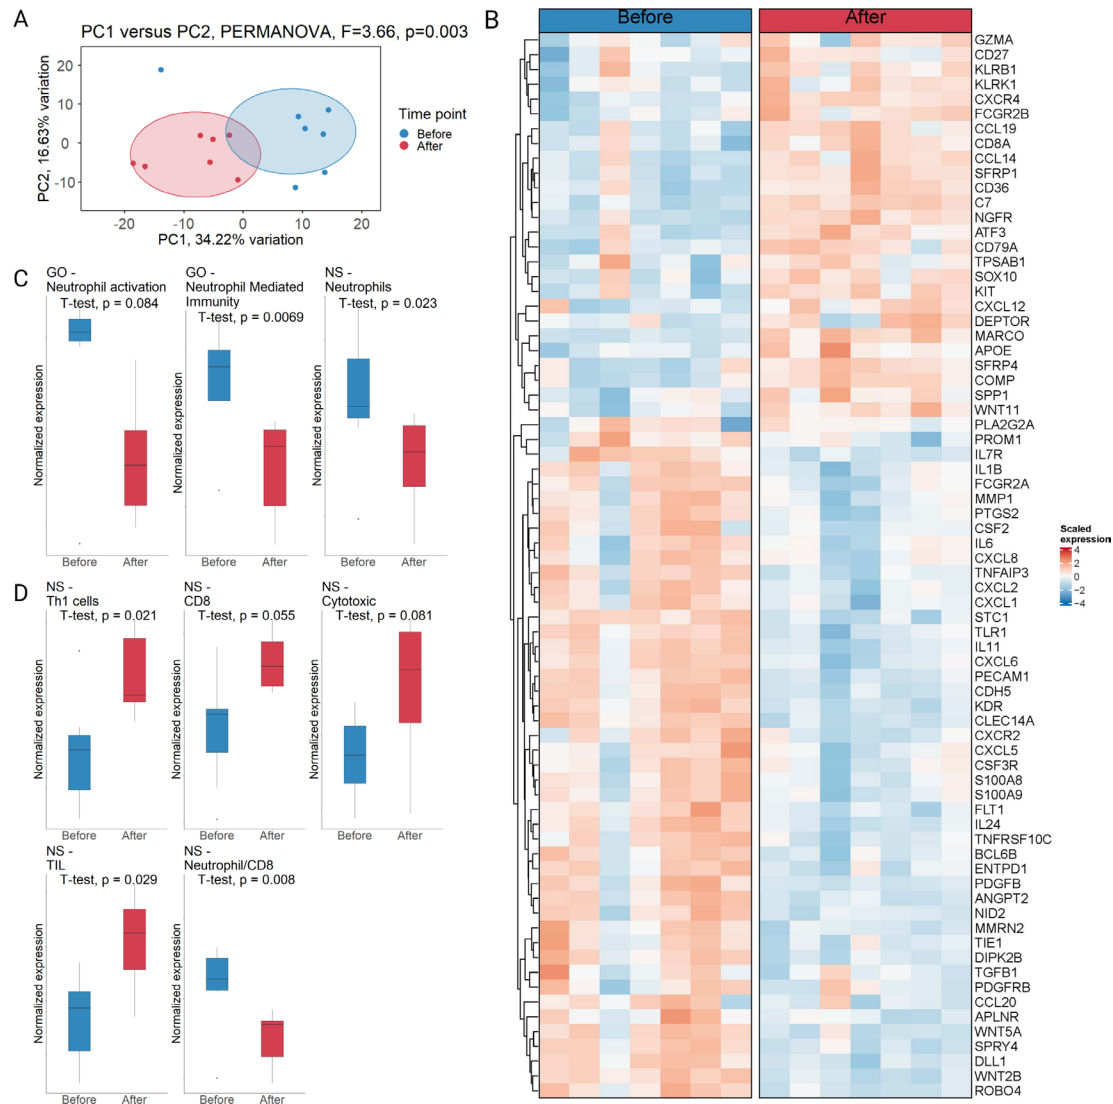 A
PC1 versus PC2, PERMANOVA, F=3.66, p=0.003
PC2, 16.63% variation
20
10
0
-10
-20
-10
0
10
20
PC1, 34.22% variation
Time point
Before
After
B
Before
After
GZMA
CD27
KLRB1
KLRK1
CXCR4
FCGR2B
CCL19
CD8A
CCL14
SFRP1
CD36
C7
NGFR
ATF3
CD79A
TPSAB1
SOX10
KIT
CXCL12
DEPTOR
MARCO
APOE
SFRP4
COMP
SPP1
WNT11
PLA2G2A
PROM1
IL7R
IL1B
FCGR2A
MMP1
PTGS2
CSF2
IL6
CXCL8
TNFAIP3
CXCL2
CXCL1
STC1
TLR1
IL11
CXCL6
PECAM1
CDH5
KDR
CLEC14A
CXCR2
CXCL5
CSF3R
S100A8
S100A9
FLT1
IL24
TNFRSF10C
BCL6B
ENTPD1
PDGFB
ANGPT2
NID2
MMRN2
TIE1
DIPK2B
TGFB1
PDGFRB
CCL20
APLNR
WNT5A
SPRY4
DLL1
WNT2B
ROBO4
Scaled
expression
4
2
0
−2
−4
C
GO -
Neutrophil activation
T-test, p = 0.084
Normalized expression
Before
After
GO -
Neutrophil Mediated
Immunity
T-test, p = 0.0069
Normalized expression
Before
After
NS -
Neutrophils
T-test, p = 0.023
Normalized expression
Before
After
D
NS -
Th1 cells
T-test, p = 0.021
Normalized expression
Before
After
NS -
CD8
T-test, p = 0.055
Normalized expression
Before
After
NS -
Cytotoxic
T-test, p = 0.081
Normalized expression
Before
After
NS -
TIL
T-test, p = 0.029
Normalized expression
Before
After
NS -
Neutrophil/CD8
T-test, p = 0.008
Normalized expression
Before
After